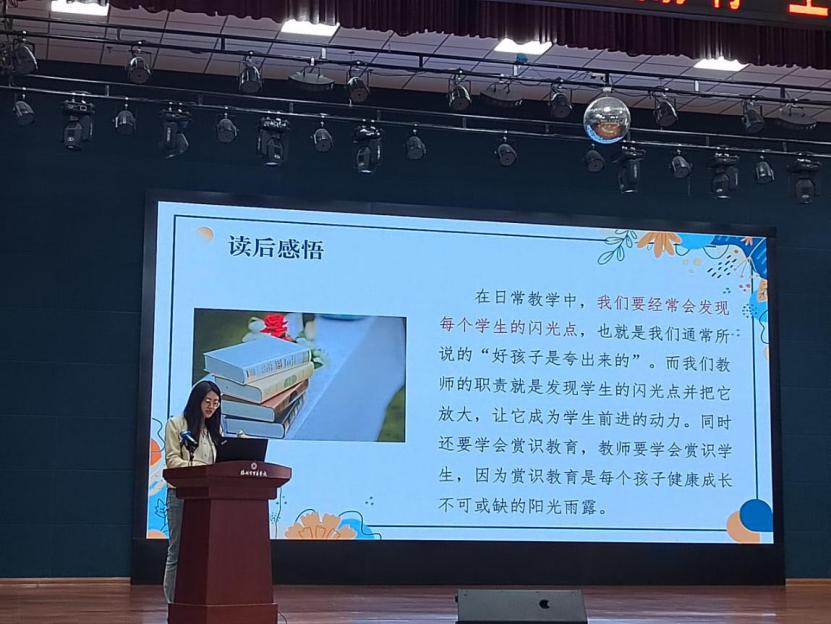 读后感悟
在日常教学中，我们要经常会发现
每个学生的闪光点，也就是我们通常所
说的“好孩子是夸出来的”。而我们教
师的职责就是发现学生的闪光点并把它
放大，让它成为学生前进的动力。同时
还要学会赏识教育，教师要学会赏识学
生，因为赏识教育是每个孩子健康成长
不可或缺的阳光雨露。